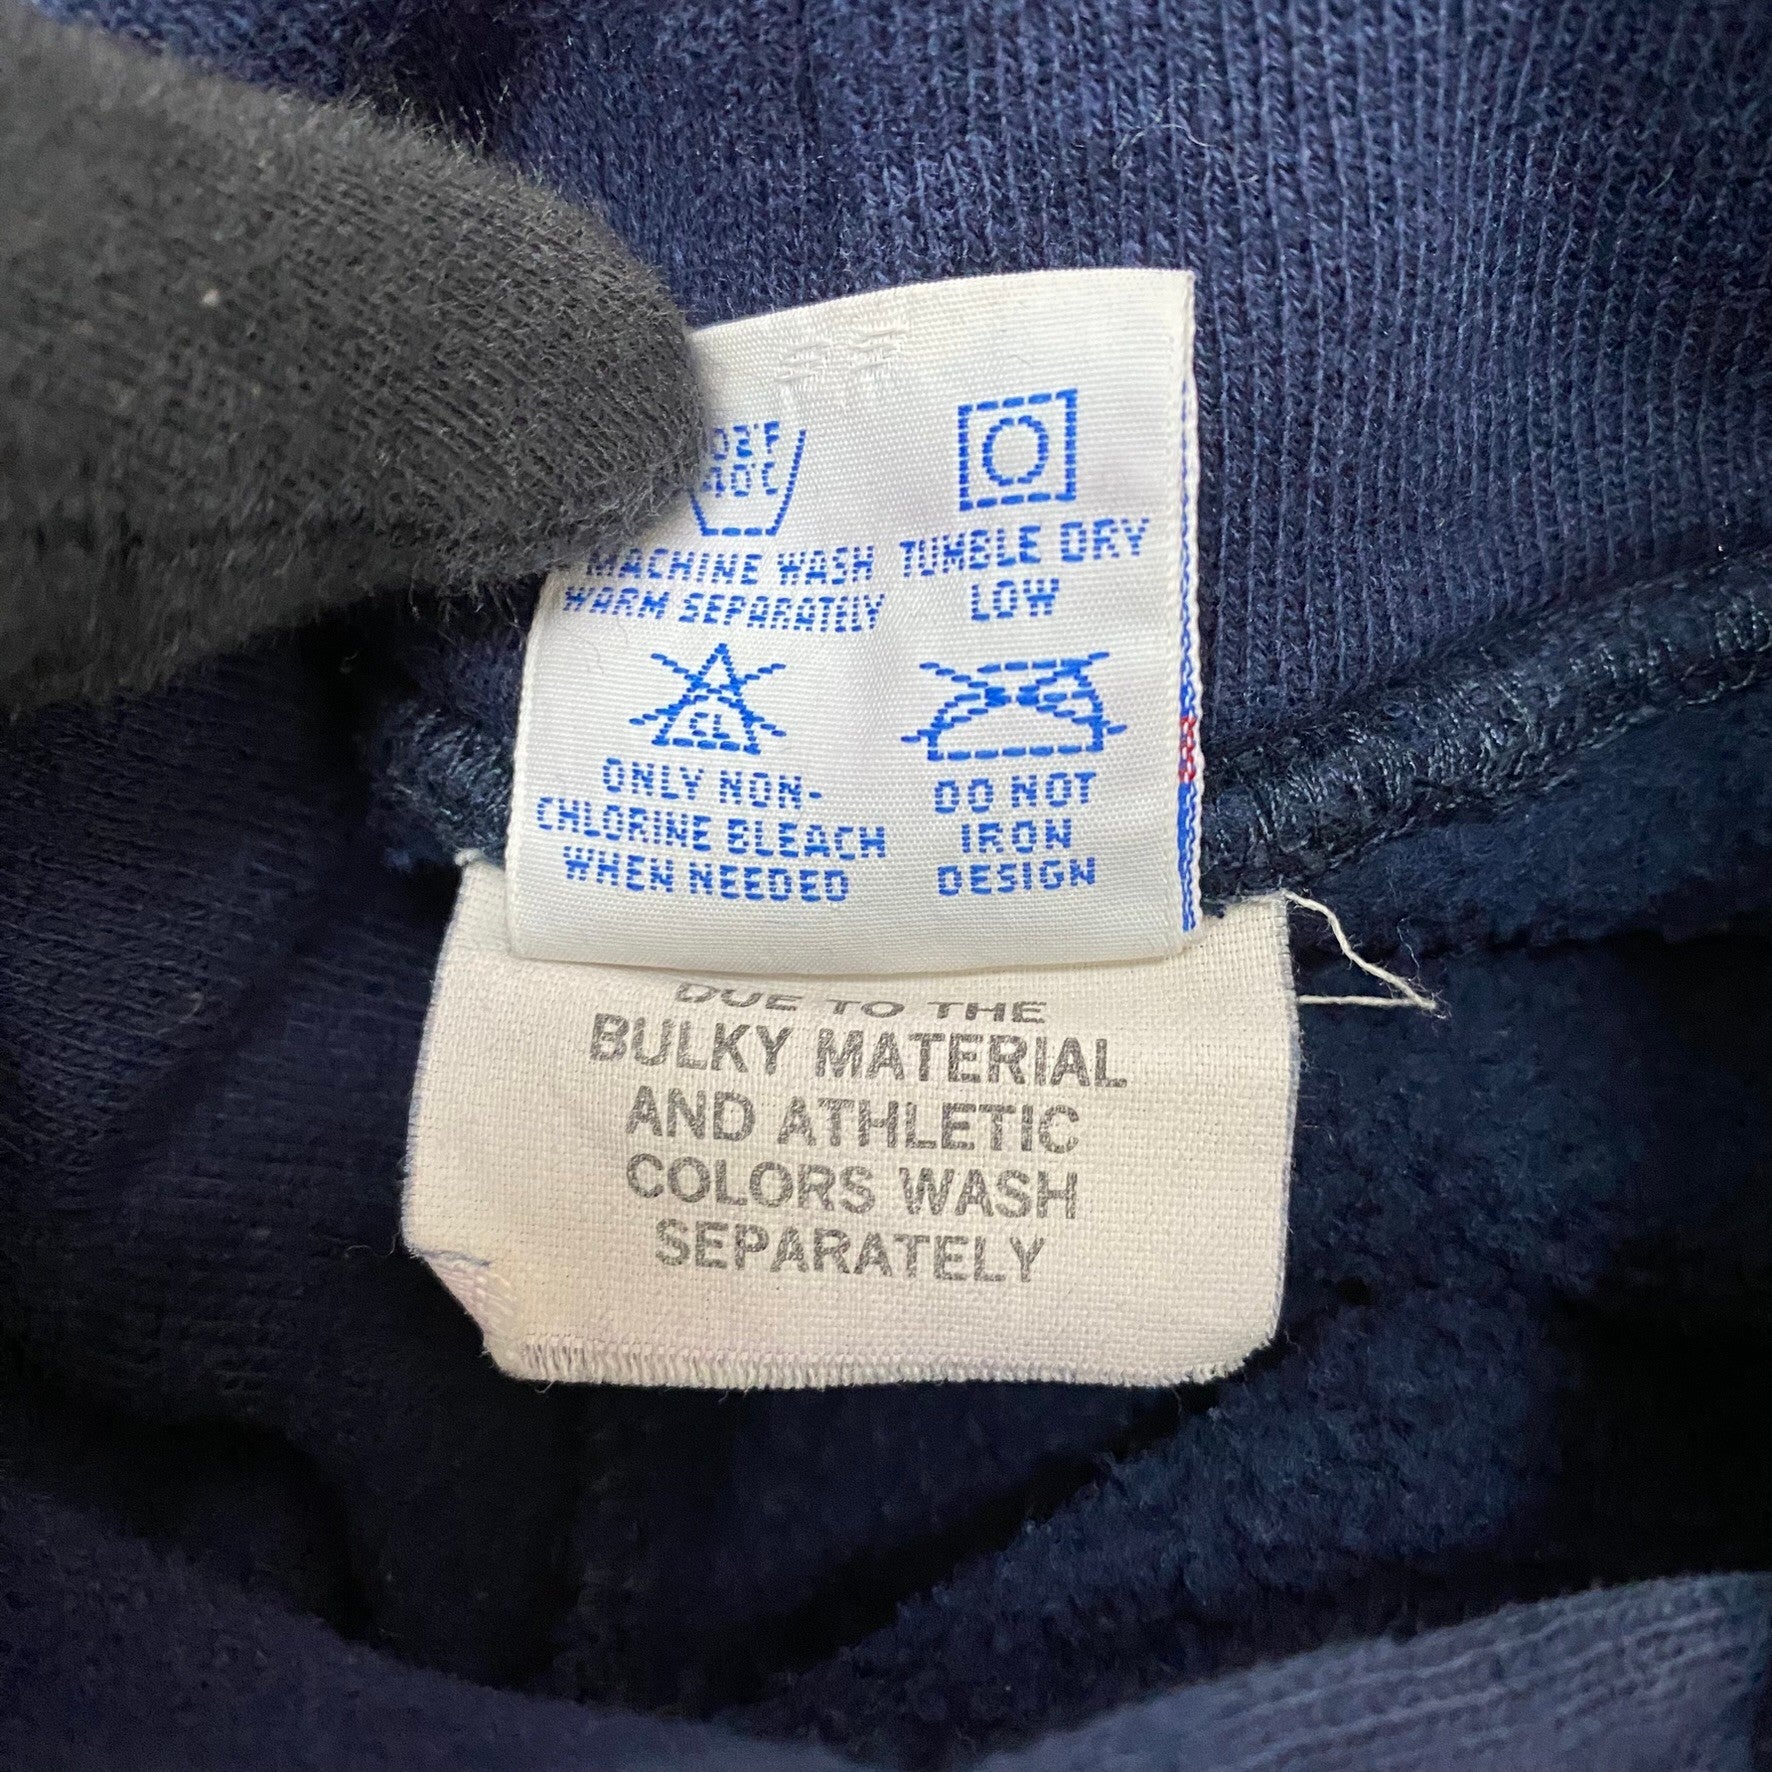 MACHINE WASH
WARM SEPARATELY
TUMBLE DRY
LOW
CL
ONLY NON-
CHLORINE BLEACH
WHEN NEEDED
DO NOT
IRON
DESIGN
DUE TO THE
BULKY MATERIAL
AND ATHLETIC
COLORS WASH
SEPARATELY